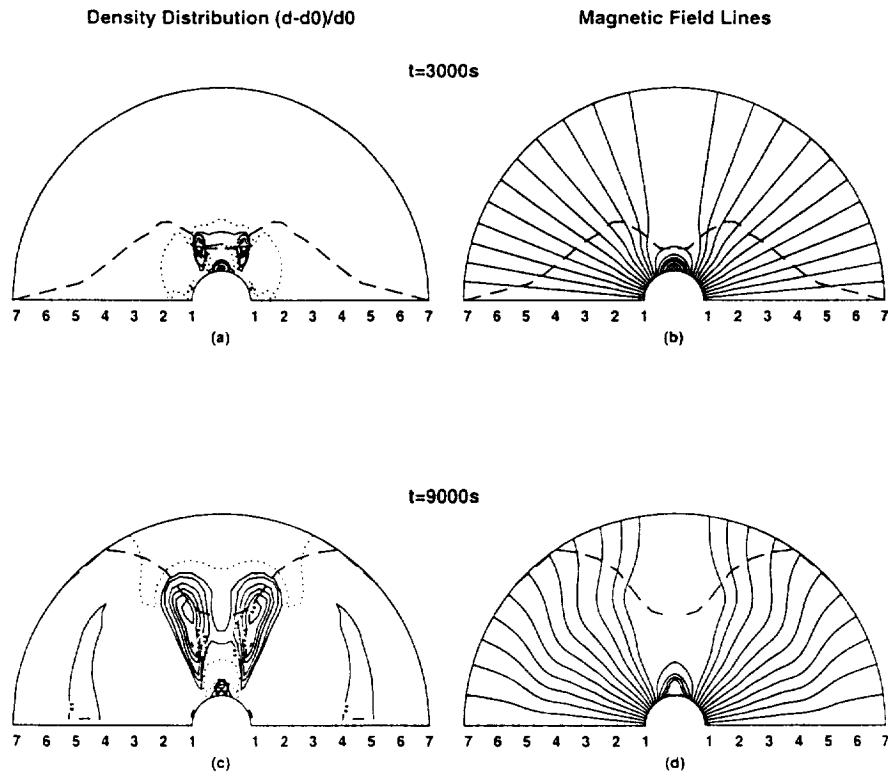 Density Distribution (d-d0)/d0 Magnetic Field Lines
t=3000s
7 6 5 4 3 2 1 1 2 3 4 5 6 7 7 6 5 4 3 2 1 1 2 3 4 5 6 7
(a) (b)
t=9000s
7 6 5 4 3 2 1 1 2 3 4 5 6 7 7 6 5 4 3 2 1 1 2 3 4 5 6 7
(c) (d)